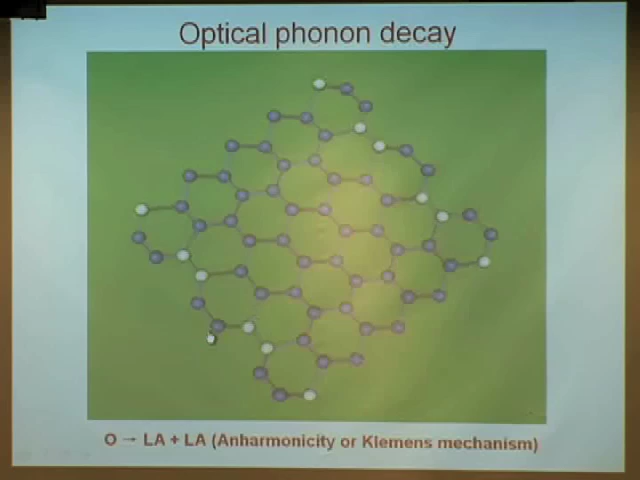 Optical phonon decay
O → LA + LA (Anharmonicity or Klemens mechanism)